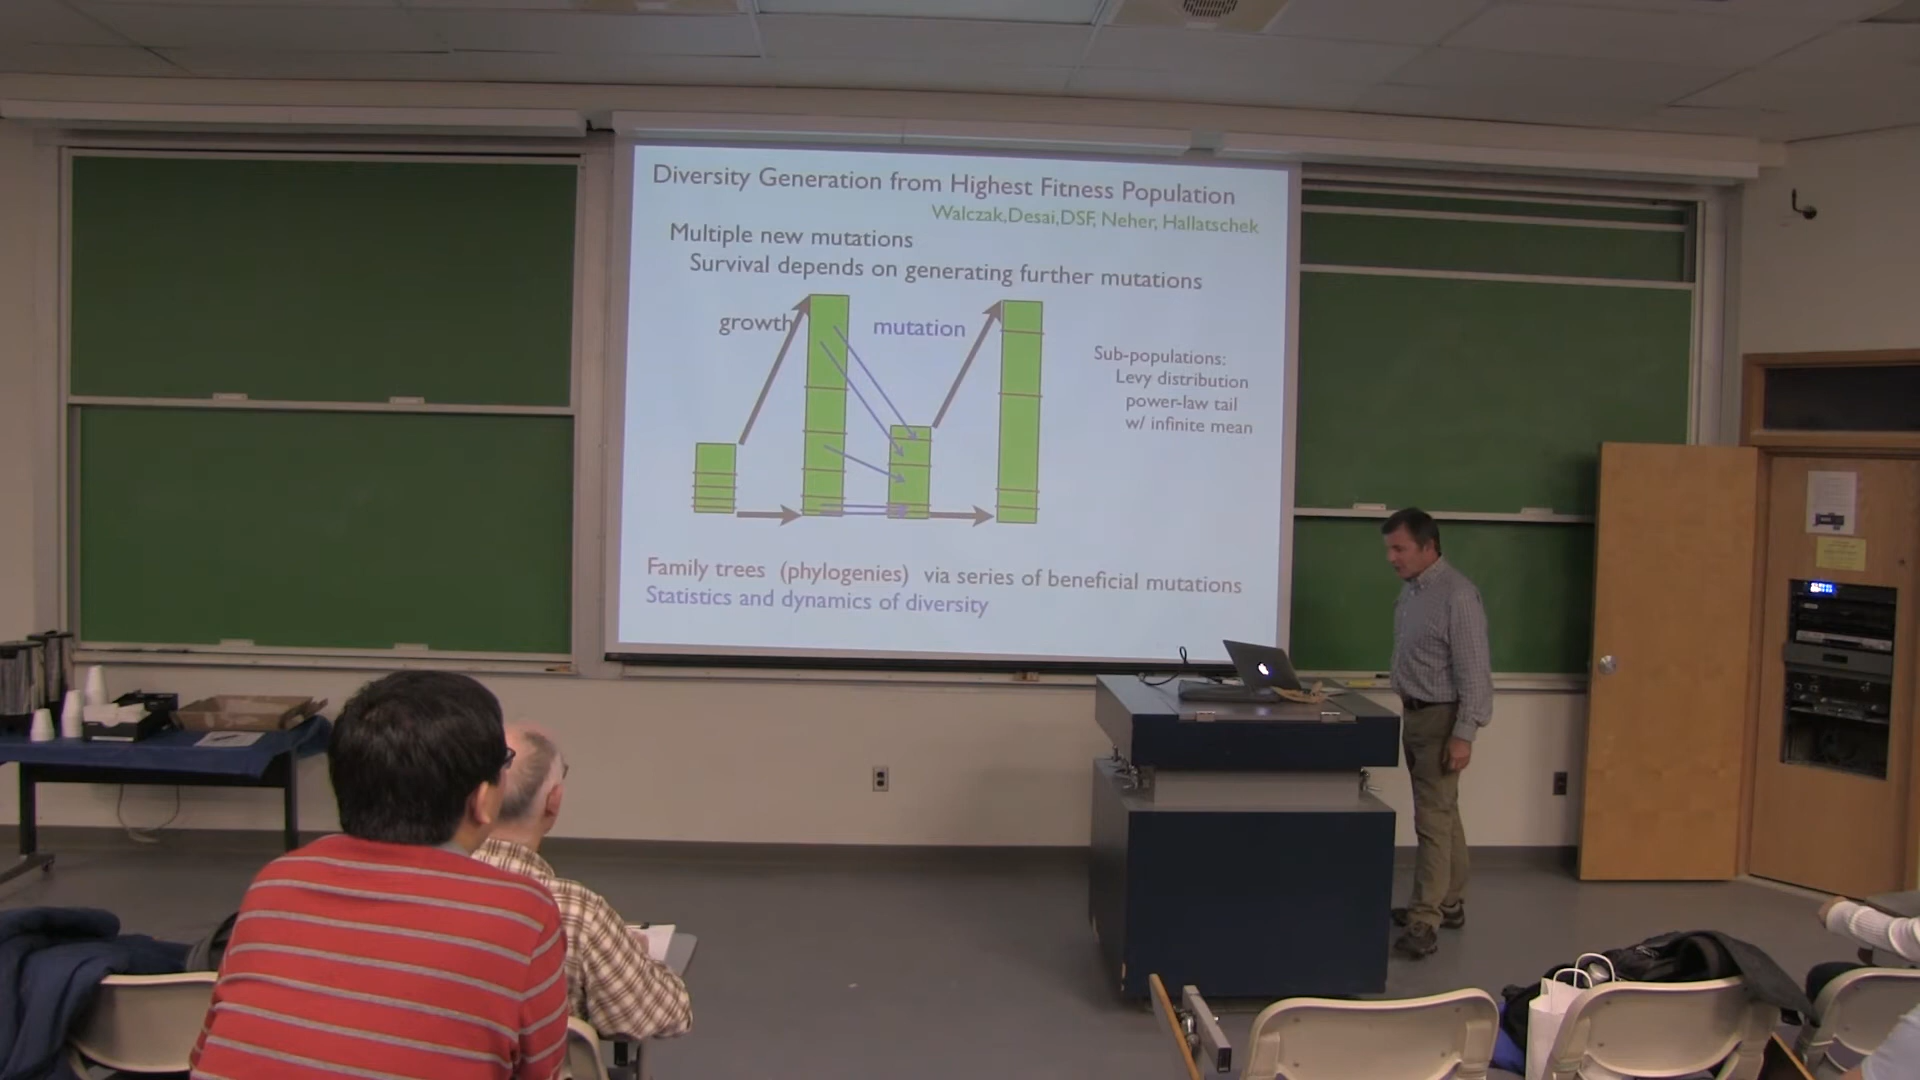 Diversity Generation from Highest Fitness Population
Walczak,Desai,DSF, Neher, Hallatschek
Multiple new mutations
Survival depends on generating further mutations
growth
mutation
Sub-populations:
Levy distribution
power-law tail
w/ infinite mean
Family trees (phylogenies) via series of beneficial mutations
Statistics and dynamics of diversity